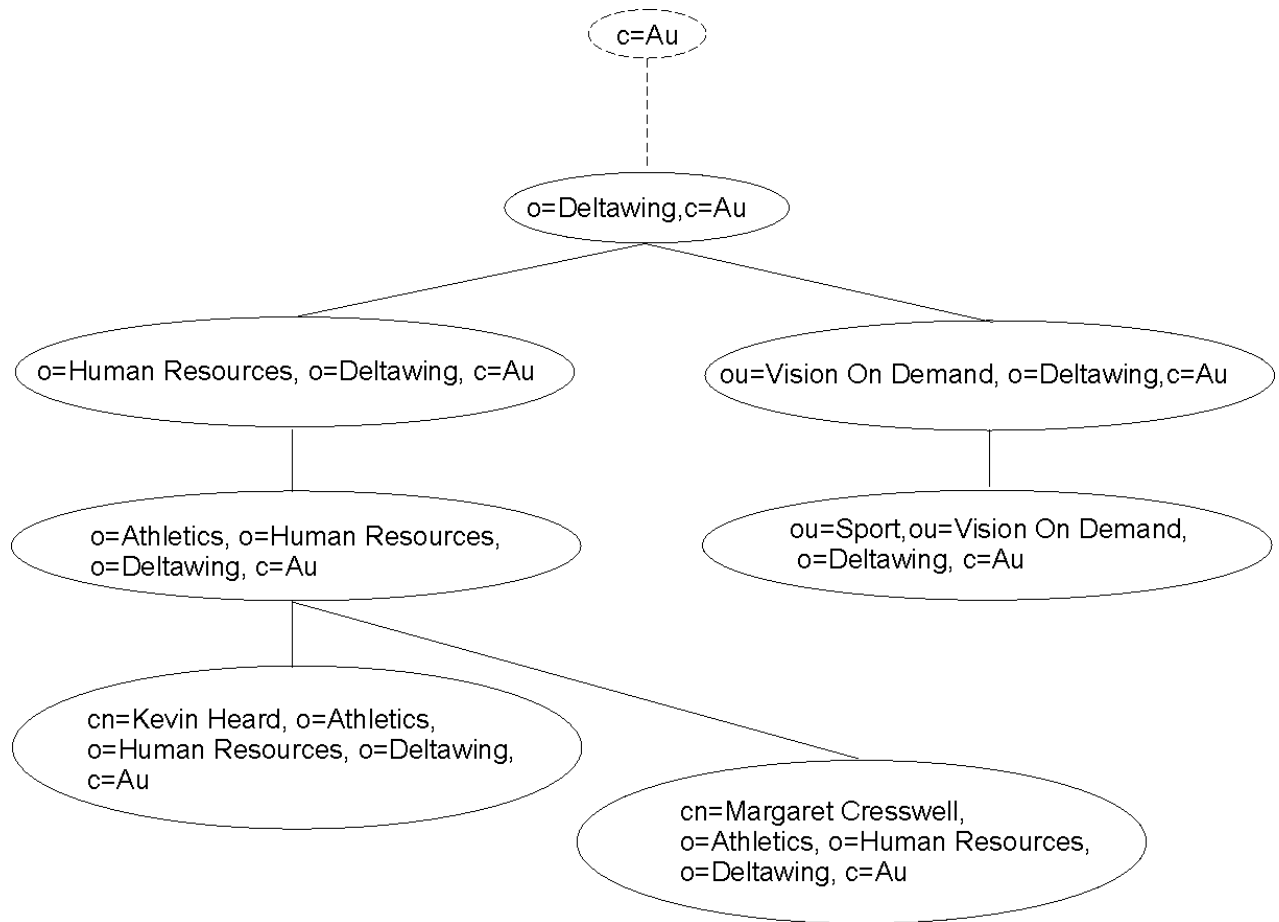 c=Au
o=Deltawing,c=Au
o=Human Resources, o=Deltawing, c=Au
ou=Vision On Demand, o=Deltawing,c=Au
o=Athletics, o=Human Resources,
o=Deltawing, c=Au
ou=Sport,ou=Vision On Demand,
o=Deltawing, c=Au
cn=Kevin Heard, o=Athletics,
o=Human Resources, o=Deltawing,
c=Au
cn=Margaret Cresswell,
o=Athletics, o=Human Resources,
o=Deltawing, c=Au